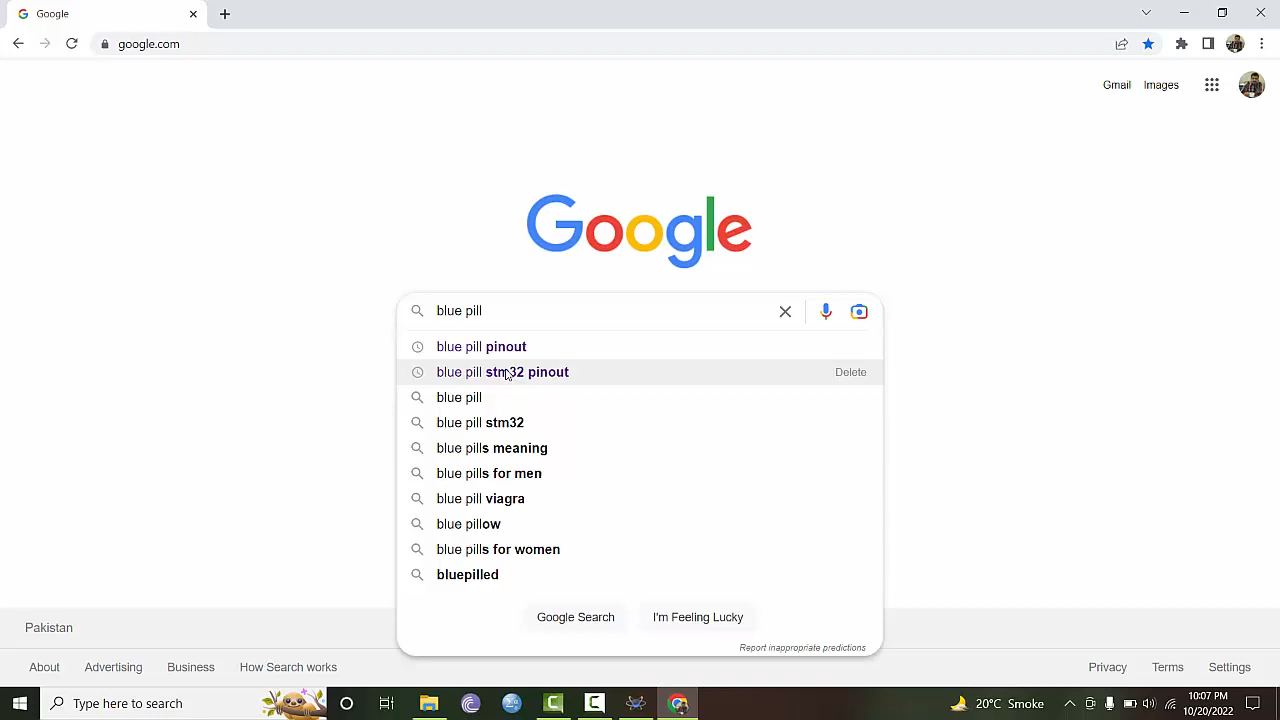 Google
google.com
Gmail Images
Google
blue pill
blue pill pinout
blue pill stm32 pinout Delete
blue pill
blue pill stm32
blue pills meaning
blue pills for men
blue pill viagra
blue pillow
blue pills for women
bluepilled
Google Search I'm Feeling Lucky
Report inappropriate predictions
Pakistan
About Advertising Business How Search works Privacy Terms Settings
Type here to search
20°C Smoke
10:07 PM
10/20/2022